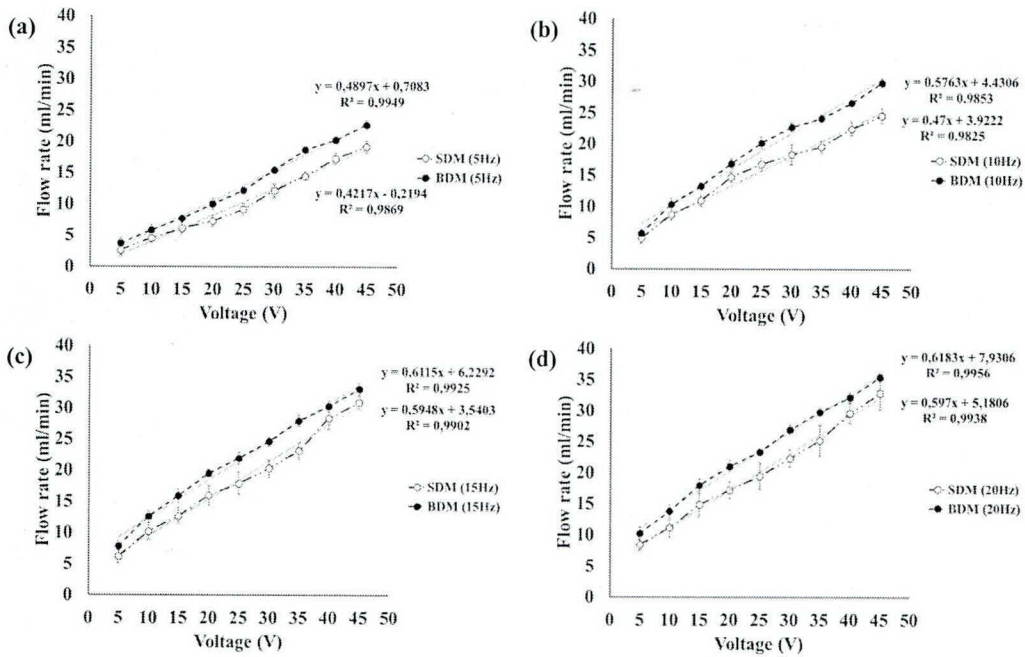 (a)
40
35
30
25
20
15
10
5
0
Flow rate (ml/min)
y = 0,4897x + 0,7083
R² = 0,9949
SDM (5Hz)
BDM (5Hz)
y = 0,4217x - 0,2194
R² = 0,9869
0 5 10 15 20 25 30 35 40 45 50
Voltage (V)
(b)
40
35
30
25
20
15
10
5
0
Flow rate (ml/min)
y = 0.5763x + 4.4306
R² = 0.9853
y = 0.47x + 3.9222
R² = 0.9825
SDM (10Hz)
BDM (10Hz)
0 5 10 15 20 25 30 35 40 45 50
Voltage (V)
(c)
40
35
30
25
20
15
10
5
0
Flow rate (ml/min)
y = 0.6115x + 6,2292
R² = 0,9925
y = 0,5948x + 3,5403
R² = 0,9902
SDM (15Hz)
BDM (15Hz)
0 5 10 15 20 25 30 35 40 45 50
Voltage (V)
(d)
40
35
30
25
20
15
10
5
0
Flow rate (ml/min)
y = 0,6183x + 7,9306
R² = 0,9956
y = 0,597x + 5,1806
R² = 0,9938
SDM (20Hz)
BDM (20Hz)
0 5 10 15 20 25 30 35 40 45 50
Voltage (V)